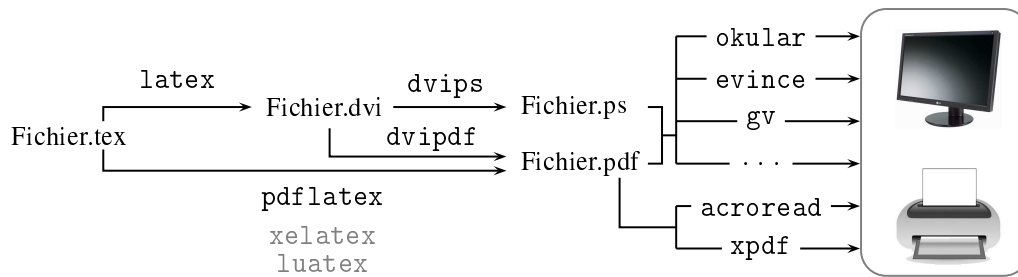 latex
dvips
okular
evince
gv
. . .
acroread
xpdf
Fichier.tex
Fichier.dvi
Fichier.ps
dvipdf
Fichier.pdf
pdflatex
xelatex
luatex